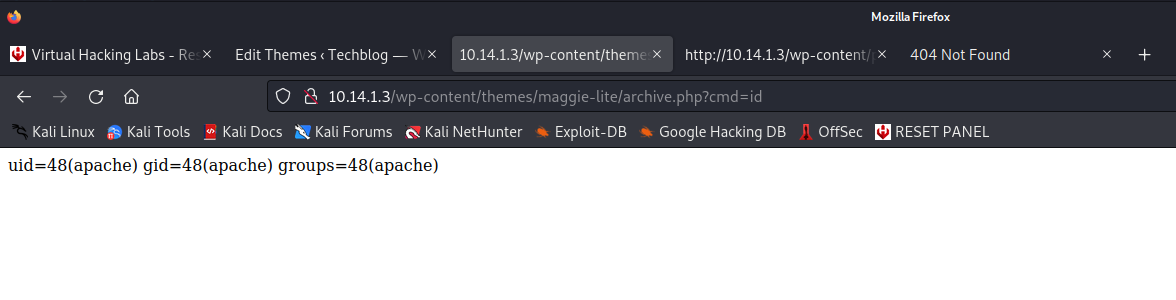 Mozilla Firefox
Virtual Hacking Labs - Res
Edit Themes ‹ Techblog — W
10.14.1.3/wp-content/theme
http://10.14.1.3/wp-content/p
404 Not Found
10.14.1.3/wp-content/themes/maggie-lite/archive.php?cmd=id
Kali Linux Kali Tools Kali Docs Kali Forums Kali NetHunter Exploit-DB Google Hacking DB OffSec RESET PANEL
uid=48(apache) gid=48(apache) groups=48(apache)